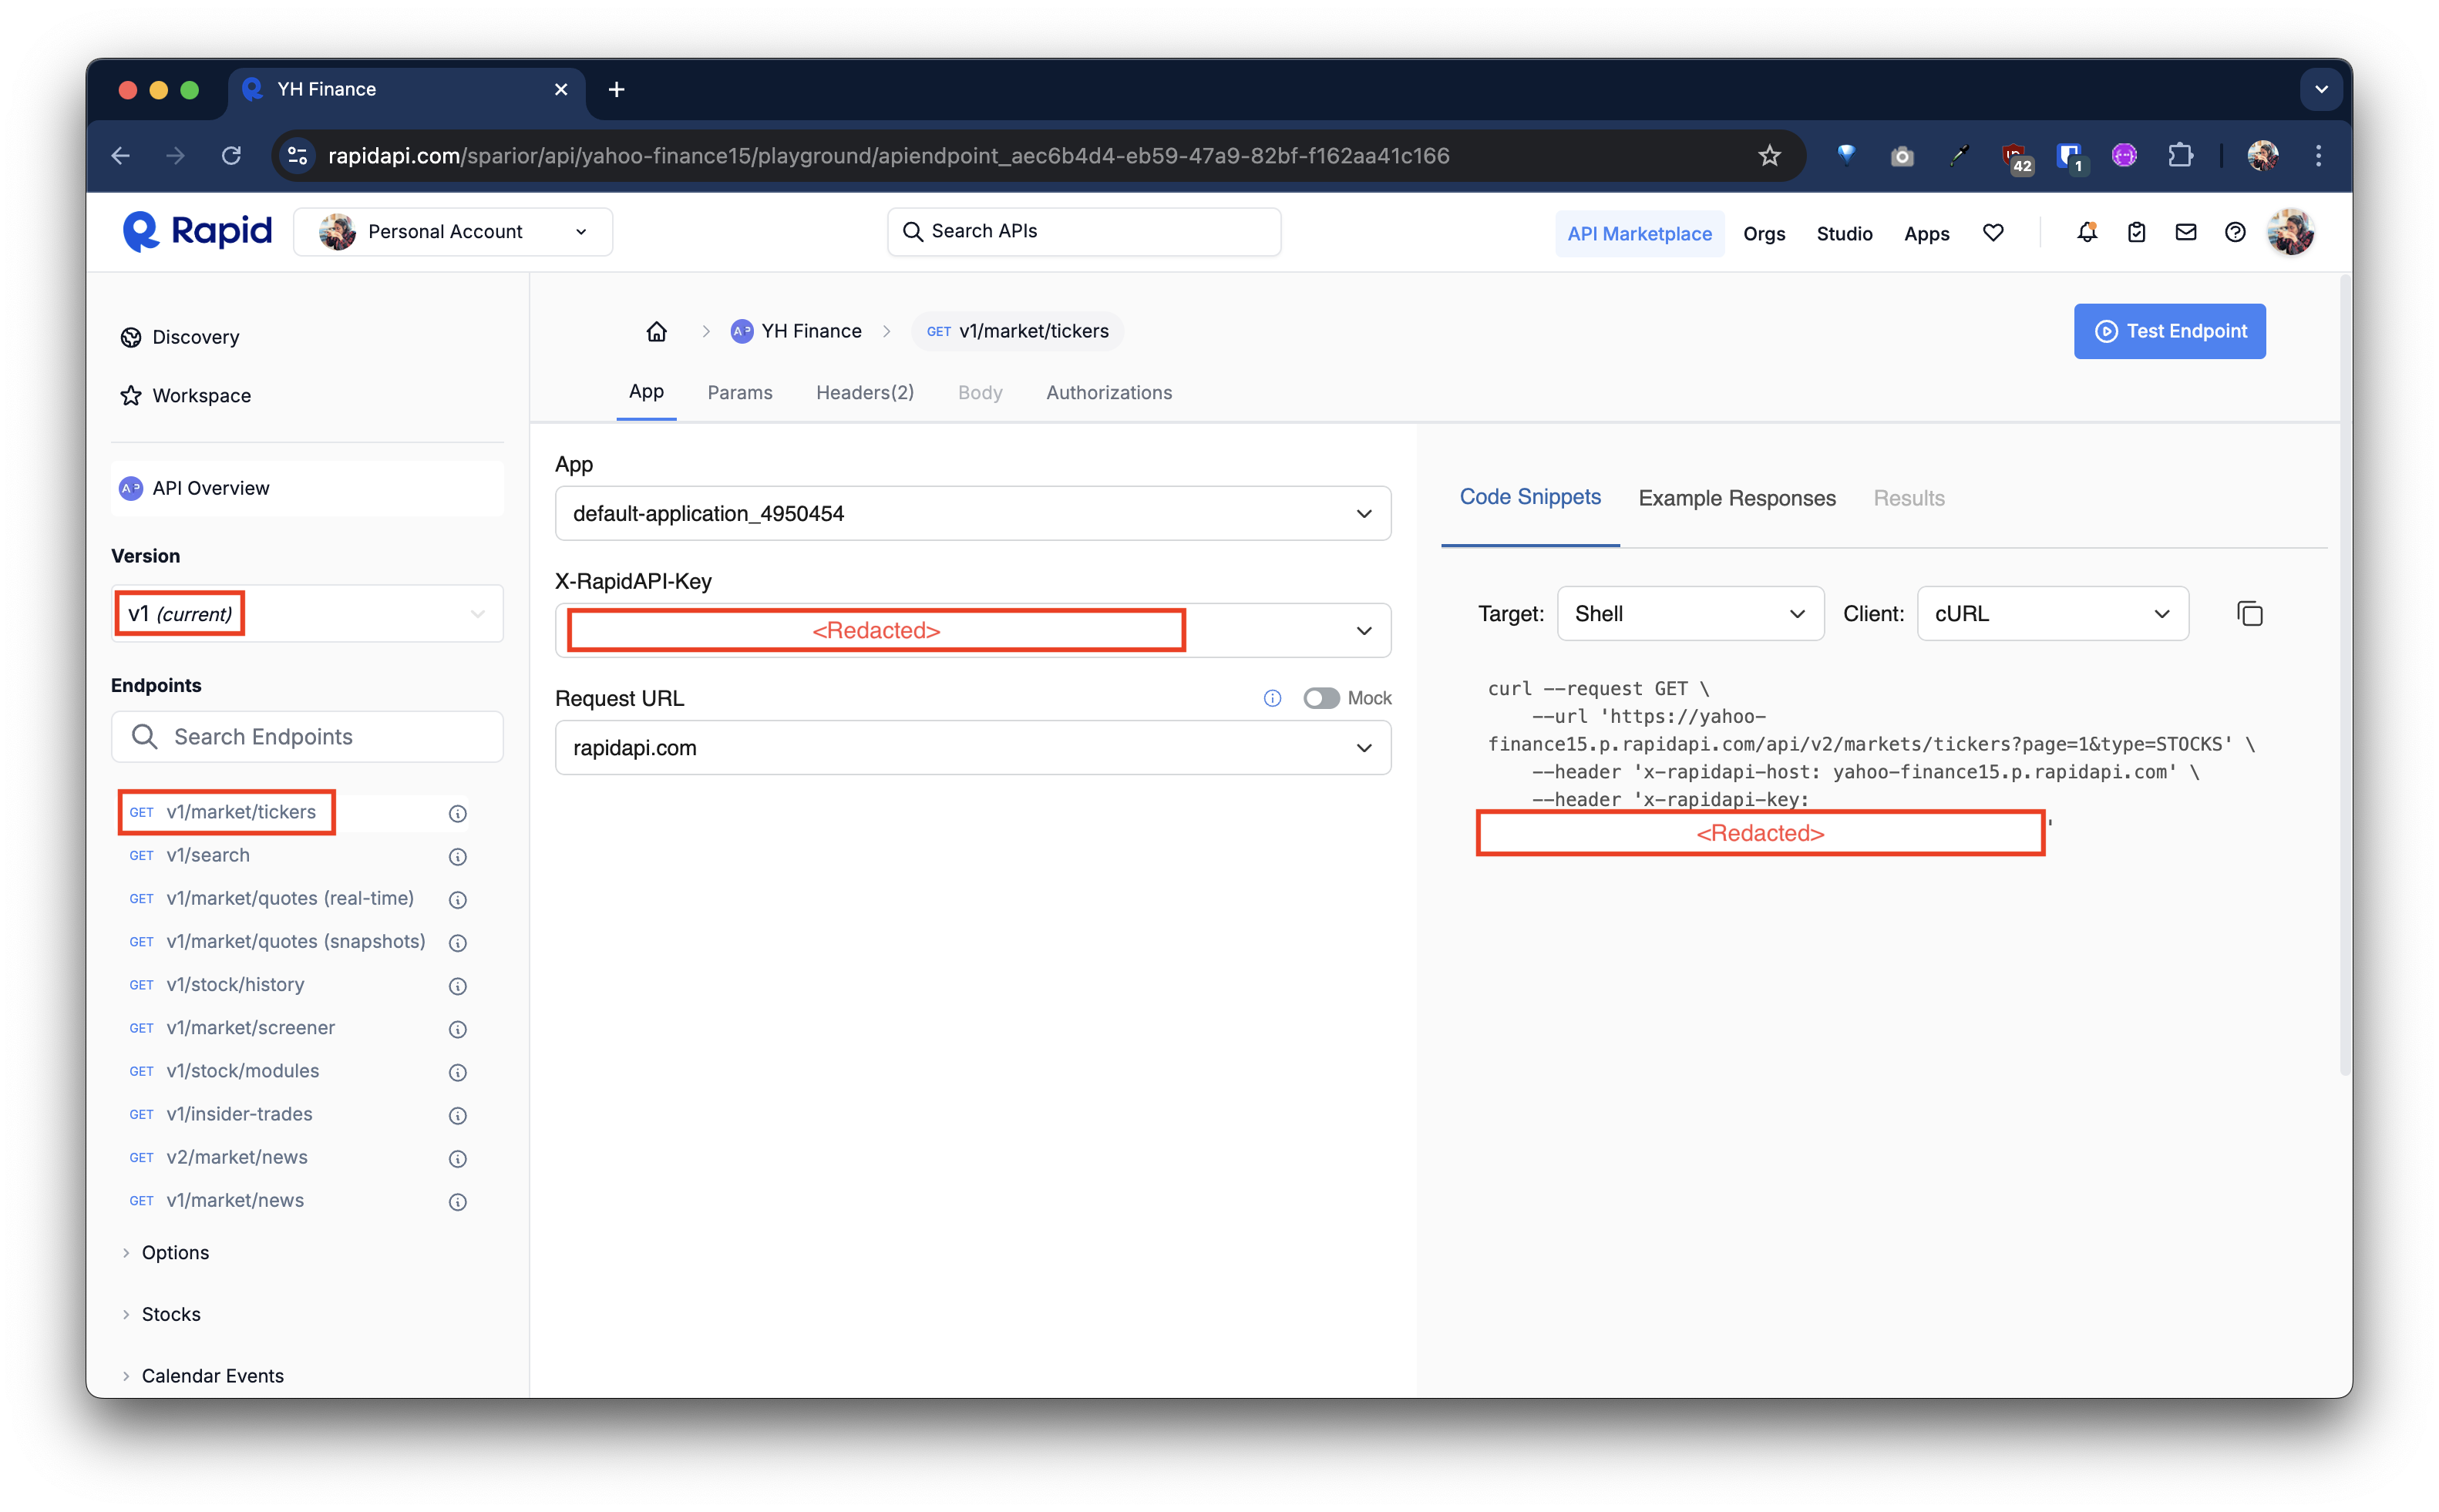 YH Finance
rapidapi.com/sparior/api/yahoo-finance15/playground/apiendpoint_aec6b4d4-eb59-47a9-82bf-f162aa41c166
42
1
Rapid
Personal Account
Search APIs
API Marketplace
Orgs
Studio
Apps
Discovery
Workspace
AP API Overview
Version
v1 (current)
Endpoints
Search Endpoints
GET v1/market/tickers
GET v1/search
GET v1/market/quotes (real-time)
GET v1/market/quotes (snapshots)
GET v1/stock/history
GET v1/market/screener
GET v1/stock/modules
GET v1/insider-trades
GET v2/market/news
GET v1/market/news
Options
Stocks
Calendar Events
AP YH Finance
GET v1/market/tickers
Test Endpoint
App
Params
Headers(2)
Body
Authorizations
App
default-application_4950454
X-RapidAPI-Key
<Redacted>
Request URL
Mock
rapidapi.com
Code Snippets
Example Responses
Results
Target:
Shell
Client:
cURL
curl --request GET \
--url 'https://yahoo-
finance15.p.rapidapi.com/api/v2/markets/tickers?page=1&type=STOCKS' \
--header 'x-rapidapi-host: yahoo-finance15.p.rapidapi.com' \
--header 'x-rapidapi-key:
<Redacted>'